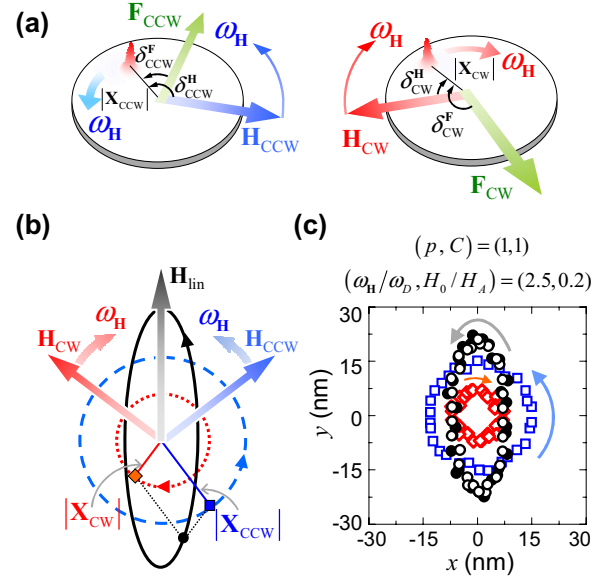 (a)
F_CCW
ω_H
δ^F_CCW
δ^H_CCW
|X_CCW|
ω_H
H_CCW
ω_H
|X_CW|
ω_H
δ^H_CW
δ^F_CW
H_CW
F_CW
(b)
H_lin
ω_H
ω_H
H_CW
H_CCW
|X_CW|
|X_CCW|
(c)
(p, C) = (1,1)
(ω_H/ω_D, H_0/H_A) = (2.5, 0.2)
30
15
0
-15
-30
y (nm)
-30 -15 0 15 30
x (nm)